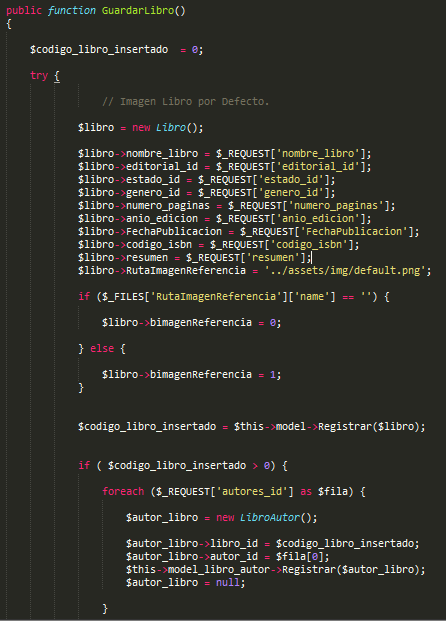 public function GuardarLibro()
{
$codigo_libro_insertado = 0;
try {
// Imagen Libro por Defecto.
$libro = new Libro();
$libro->nombre_libro = $_REQUEST['nombre_libro'];
$libro->editorial_id = $_REQUEST['editorial_id'];
$libro->estado_id = $_REQUEST['estado_id'];
$libro->genero_id = $_REQUEST['genero_id'];
$libro->numero_paginas = $_REQUEST['numero_paginas'];
$libro->anio_edicion = $_REQUEST['anio_edicion'];
$libro->FechaPublicacion = $_REQUEST['FechaPublicacion'];
$libro->codigo_isbn = $_REQUEST['codigo_isbn'];
$libro->resumen = $_REQUEST['resumen'];
$libro->RutaImagenReferencia = '../assets/img/default.png';
if ($_FILES['RutaImagenReferencia']['name'] == '') {
$libro->bimagenReferencia = 0;
} else {
$libro->bimagenReferencia = 1;
}
$codigo_libro_insertado = $this->model->Registrar($libro);
if ( $codigo_libro_insertado > 0) {
foreach ($_REQUEST['autores_id'] as $fila) {
$autor_libro = new LibroAutor();
$autor_libro->libro_id = $codigo_libro_insertado;
$autor_libro->autor_id = $fila[0];
$this->model_libro_autor->Registrar($autor_libro);
$autor_libro = null;
}